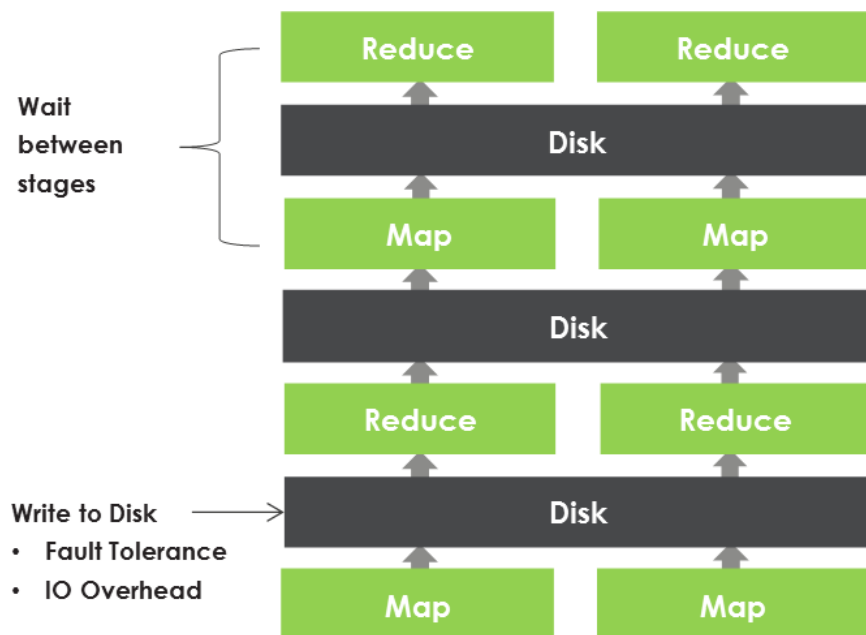 Reduce Reduce
Wait
between
stages
Disk
Map Map
Disk
Reduce Reduce
Write to Disk
• Fault Tolerance
• IO Overhead
Disk
Map Map